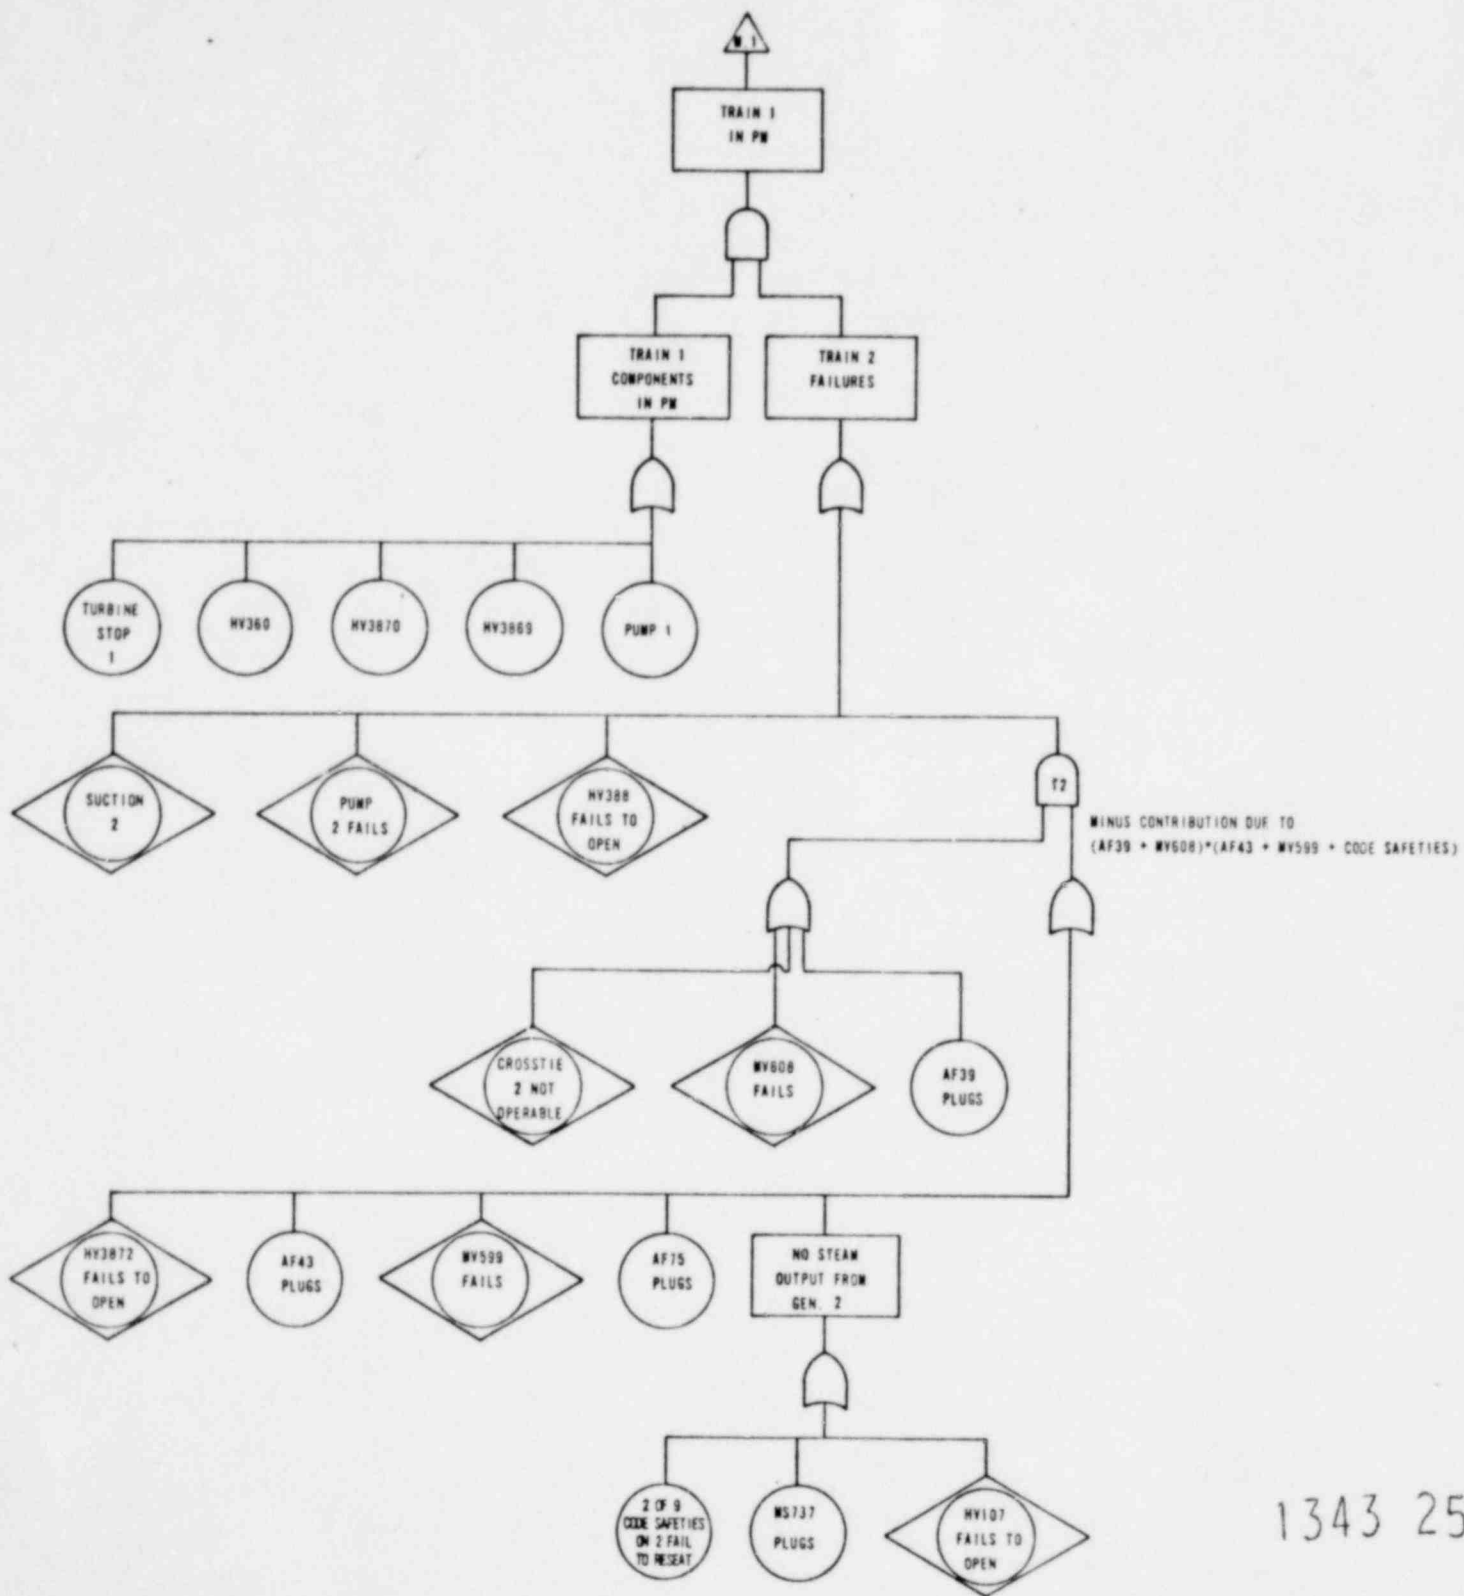 M 1
TRAIN 1
IN PM
TRAIN 1
COMPONENTS
IN PM
TRAIN 2
FAILURES
TURBINE
STOP
1
HV360
HV3870
HV3869
PUMP 1
SUCTION
2
PUMP
2 FAILS
HV388
FAILS TO
OPEN
T2
MINUS CONTRIBUTION DUE TO
(AF39 + MV608)*(AF43 + MV599 + CODE SAFETIES)
CROSSTIE
2 NOT
OPERABLE
MV608
FAILS
AF39
PLUGS
HV3872
FAILS TO
OPEN
AF43
PLUGS
MV599
FAILS
AF75
PLUGS
NO STEAM
OUTPUT FROM
GEN. 2
2 OF 9
CODE SAFETIES
ON 2 FAIL
TO RESEAT
MS737
PLUGS
HV107
FAILS TO
OPEN
1343 25